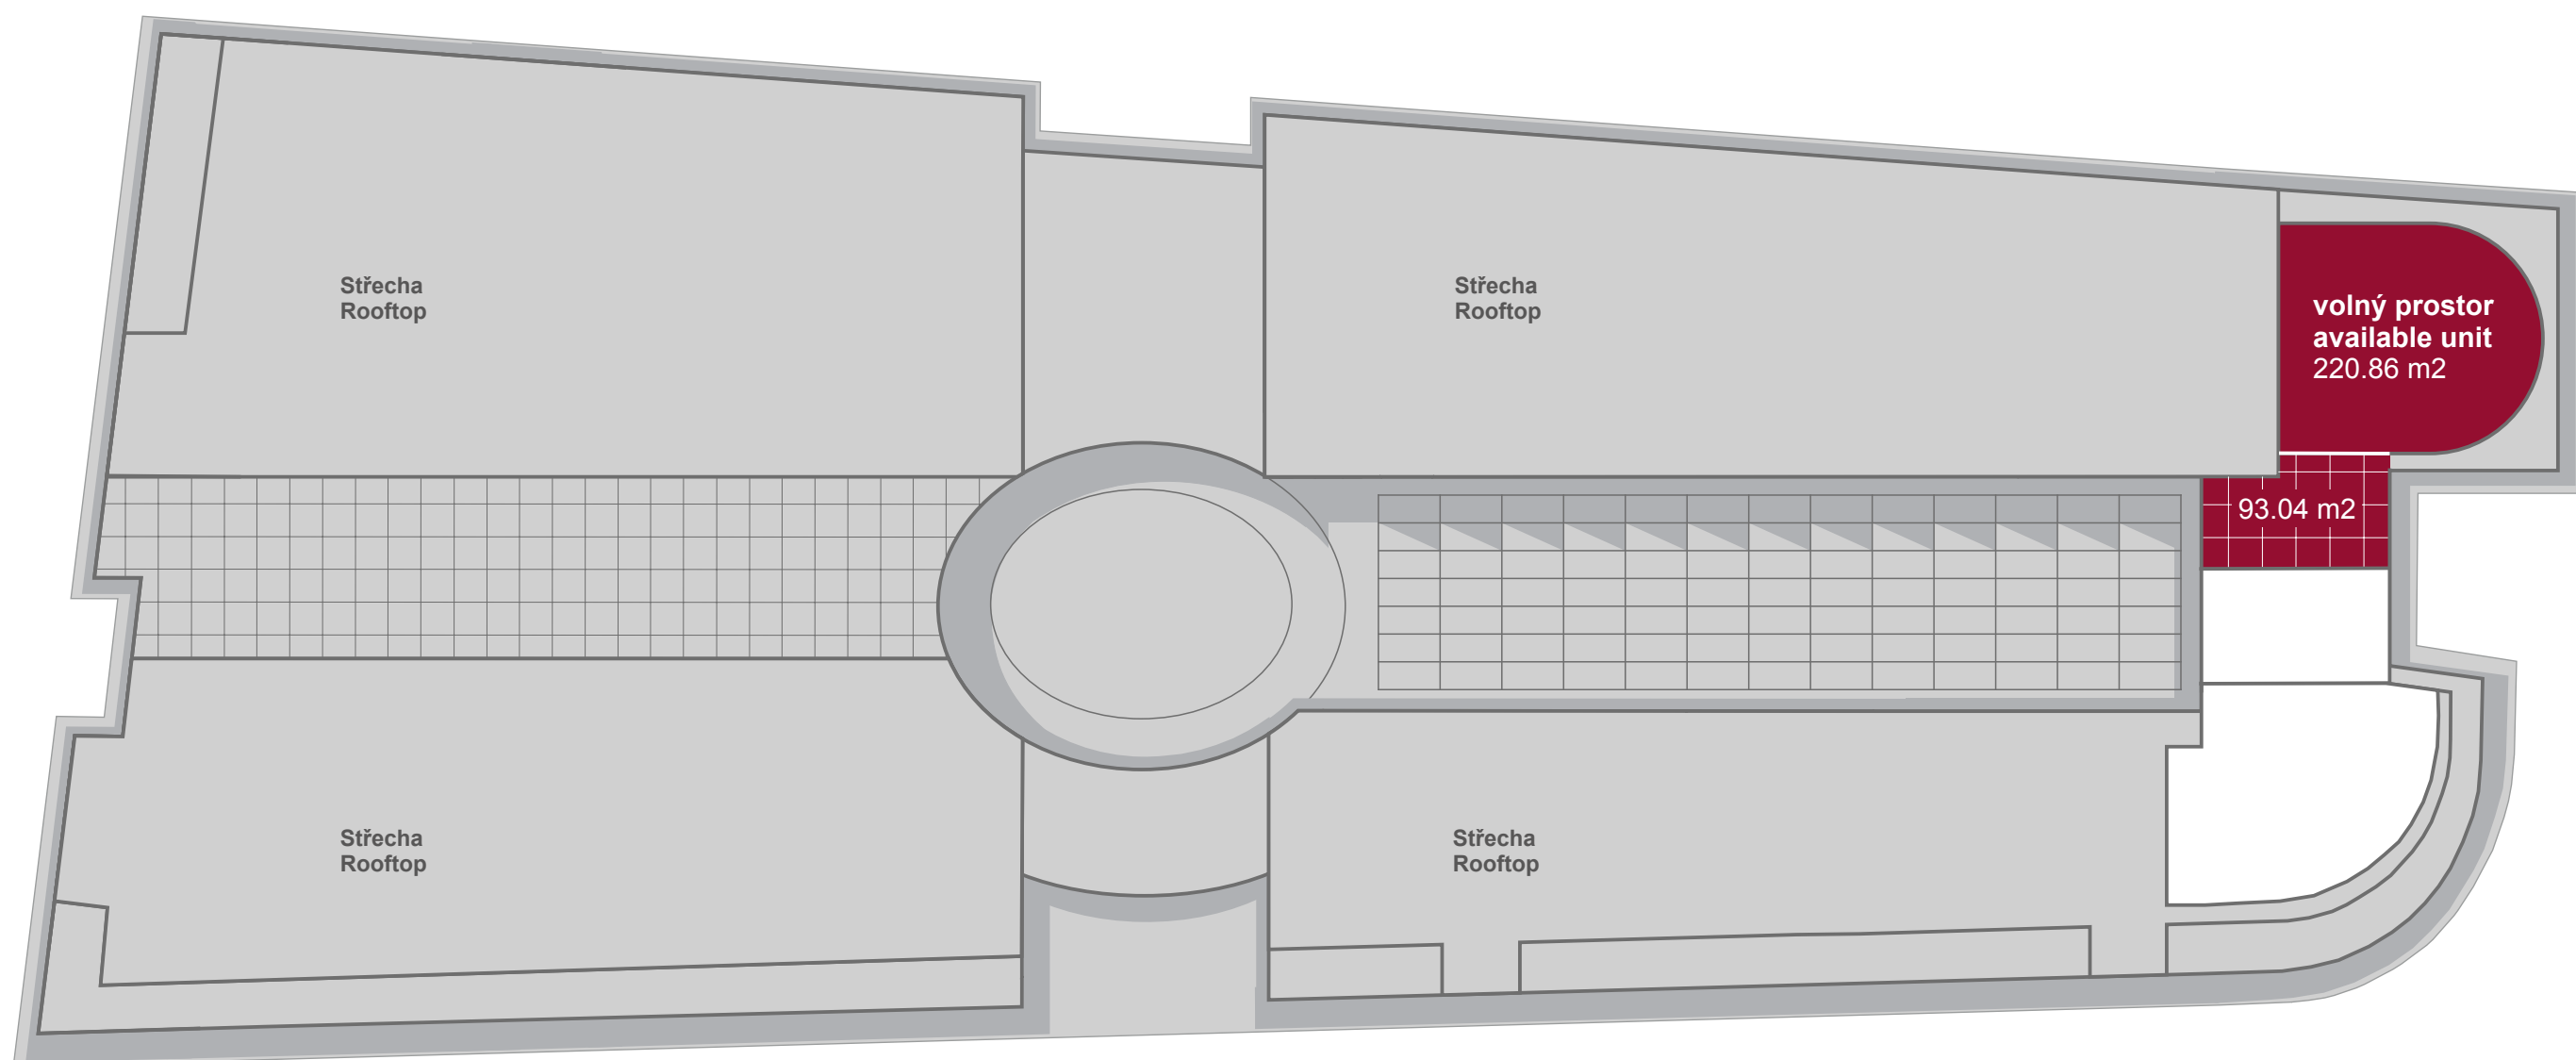 Střecha
Rooftop
Střecha
Rooftop
volný prostor
available unit
220.86 m2
93.04 m2
Střecha
Rooftop
Střecha
Rooftop